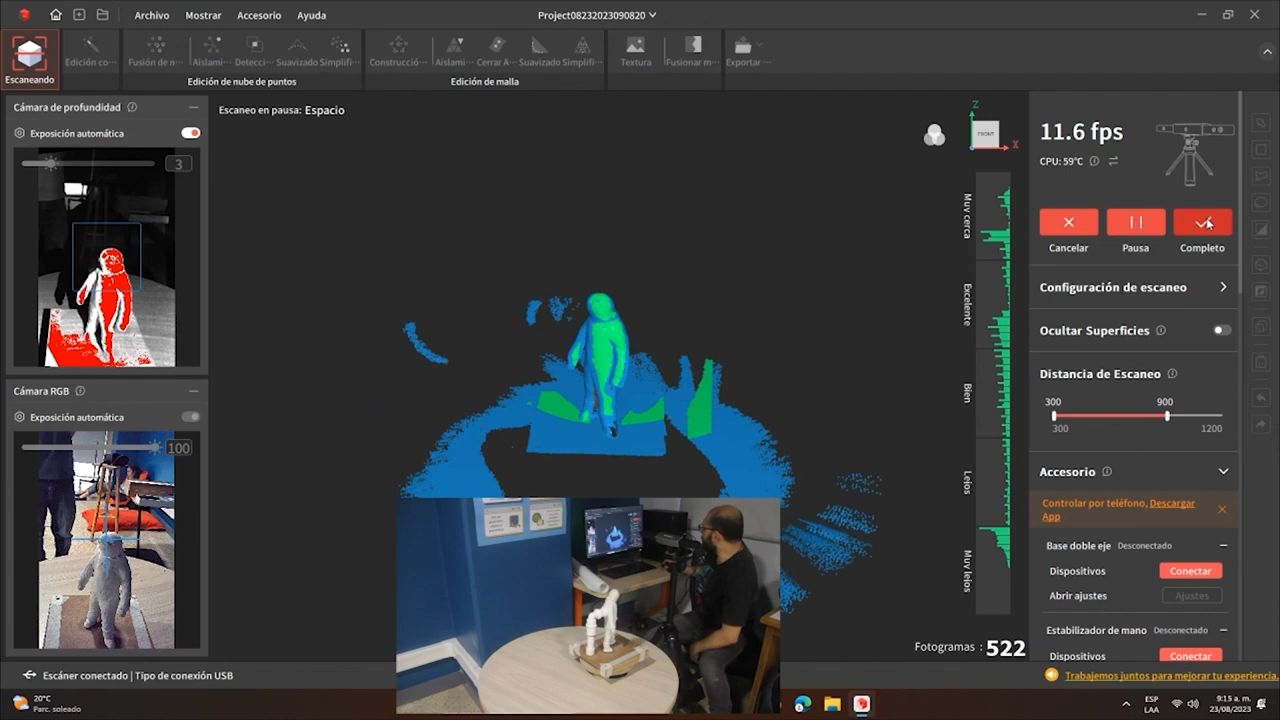 Archivo Mostrar Accesorio Ayuda
Project08232023090820
Escaneando
Edición co···
Fusión de n··· Aislami··· Detecci··· Suavizado Simplifi···
Edición de nube de puntos
Construcció··· Aislami··· Cerrar A··· Suavizado Simplifi···
Edición de malla
Textura Fusionar m··· Exportar ···
Cámara de profundidad
Exposición automática
3
Cámara RGB
Exposición automática
100
Escaneo en pausa: Espacio
Z
FRONT
X
Muy cerca
Excelente
Bien
Lejos
Muy lejos
Fotogramas : 522
11.6 fps
CPU: 59°C
Cancelar Pausa Completo
Configuración de escaneo
Ocultar Superficies
Distancia de Escaneo
300 900
300 1200
Accesorio
Controlar por teléfono, Descargar
App
Base doble eje Desconectado
Dispositivos Conectar
Abrir ajustes Ajustes
Estabilizador de mano Desconectado
Dispositivos Conectar
Escáner conectado | Tipo de conexión USB
Trabajemos juntos para mejorar tu experiencia.
20°C
Parc. soleado
ESP
LAA
9:15 a. m.
23/08/2023